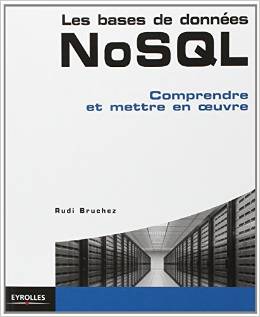 Les bases de données
NoSQL
Comprendre
et mettre en œuvre
Rudi Bruchez
EYROLLES